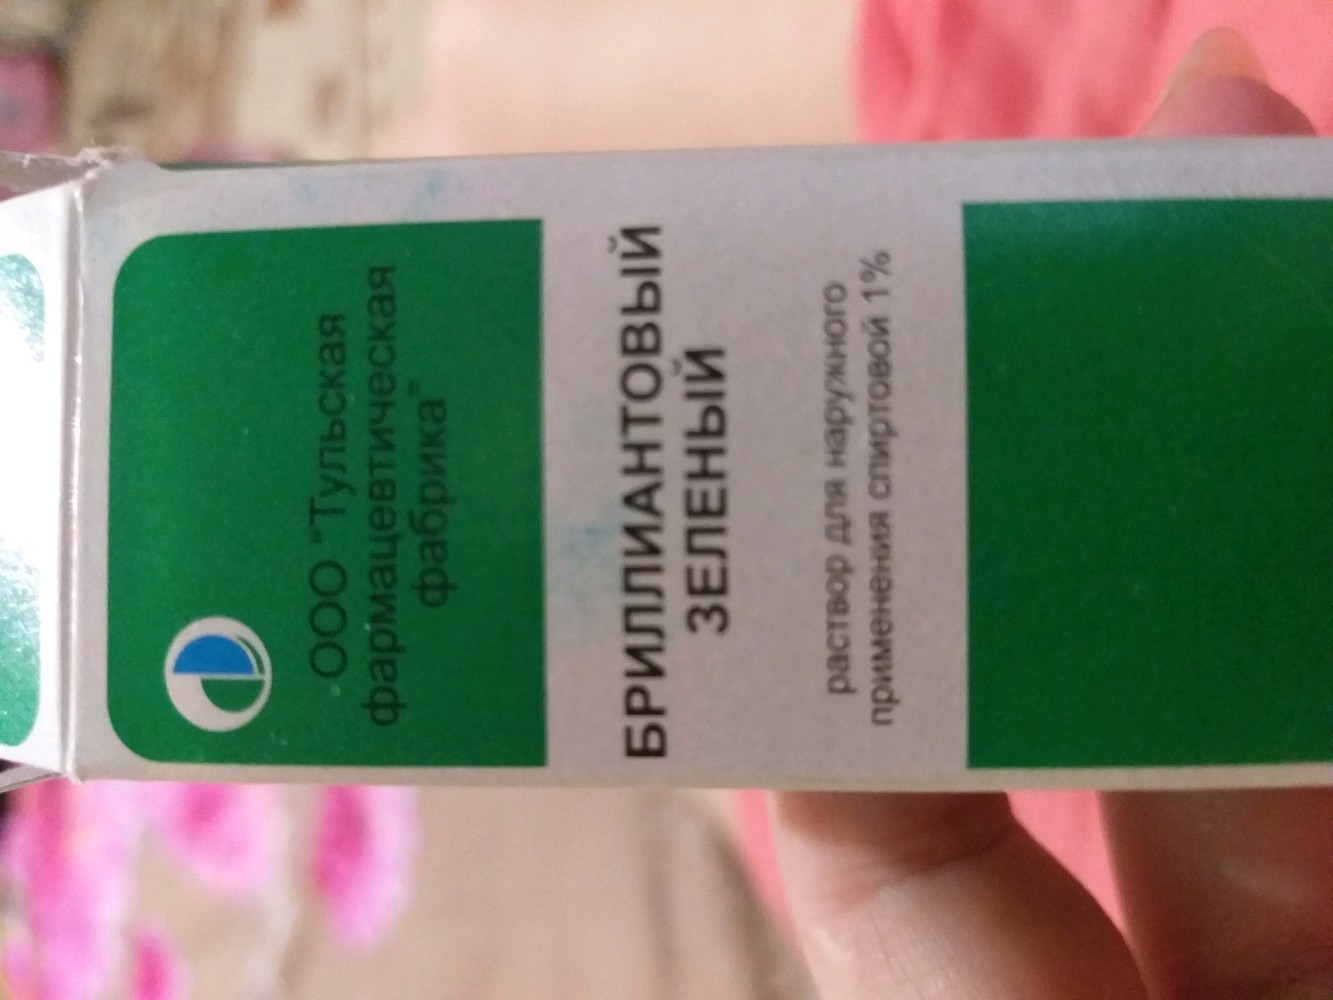 ООО "Тульская
фармацевтическая
фабрика"
БРИЛЛИАНТОВЫЙ
ЗЕЛЕНЫЙ
раствор для наружного
применения спиртовой 1%